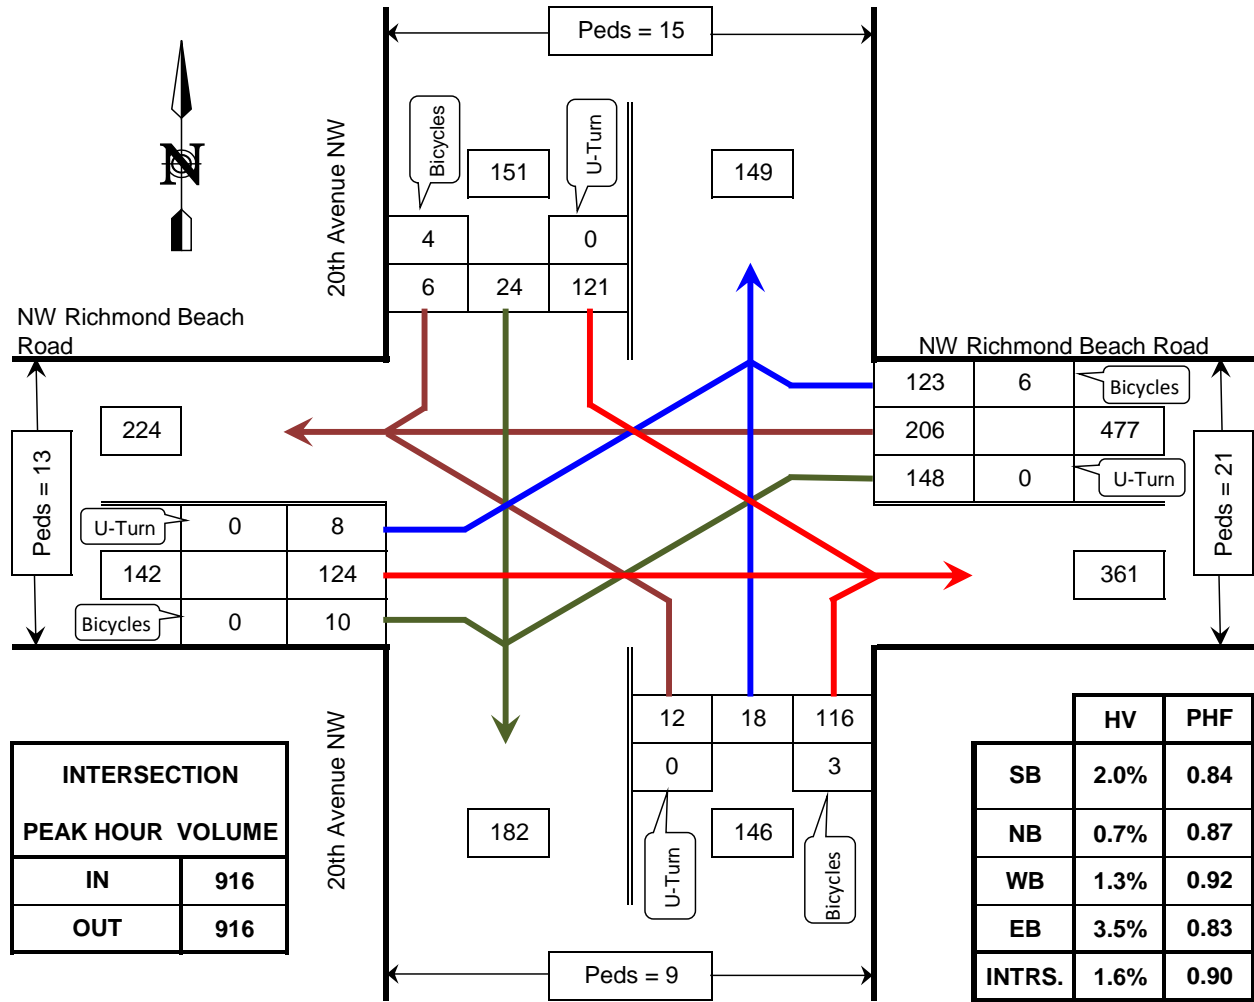 Peds = 15
N
20th Avenue NW
Bicycles
U-Turn
151
149
4
0
6
24
121
NW Richmond Beach
Road
NW Richmond Beach Road
123
6
Bicycles
206
477
148
0
U-Turn
Peds = 21
224
Peds = 13
U-Turn
0
8
142
124
Bicycles
0
10
361
12
18
116
0
3
182
146
20th Avenue NW
U-Turn
Bicycles
INTERSECTION
PEAK HOUR VOLUME
IN 916
OUT 916
HV PHF
SB 2.0% 0.84
NB 0.7% 0.87
WB 1.3% 0.92
EB 3.5% 0.83
INTRS. 1.6% 0.90
Peds = 9